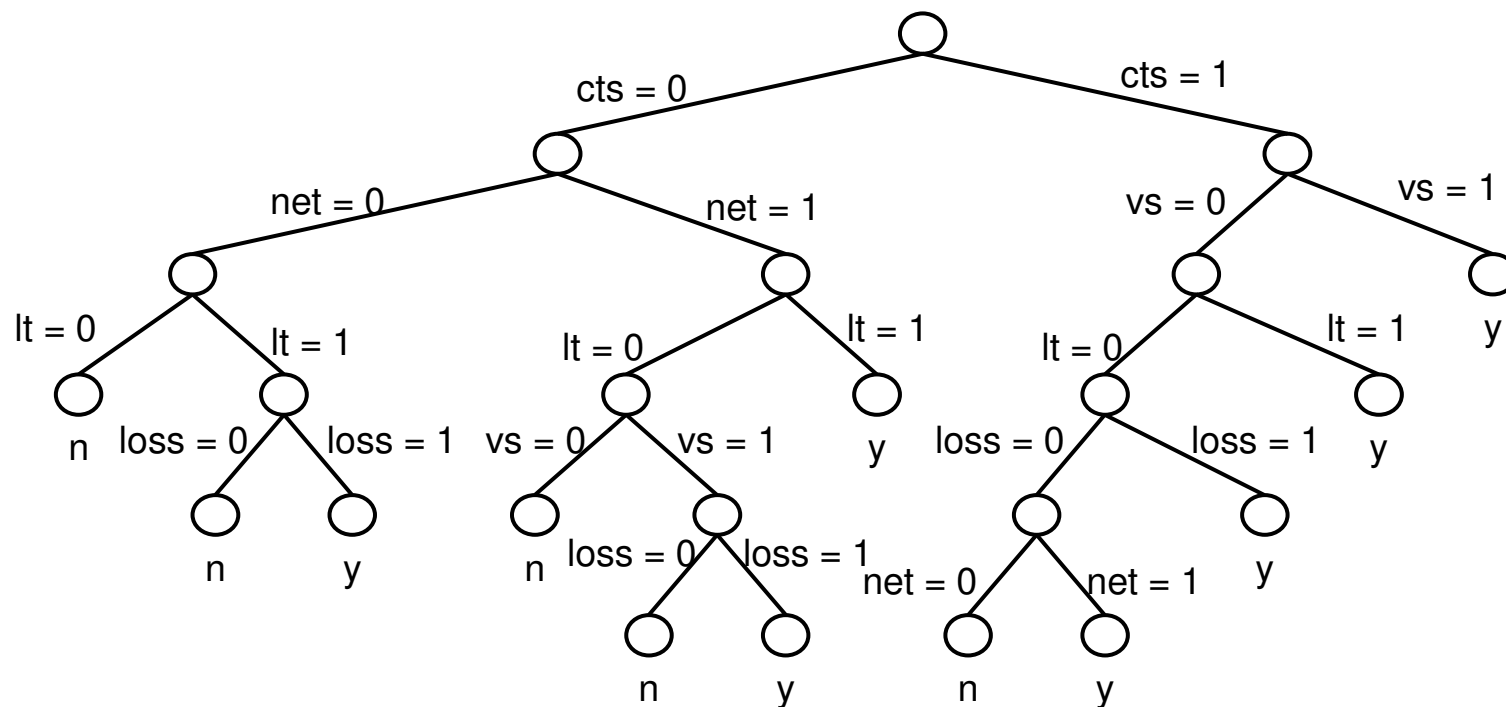 cts = 0
cts = 1
net = 0
net = 1
vs = 0
vs = 1
lt = 0
lt = 1
lt = 0
lt = 1
lt = 0
lt = 1
y
n
loss = 0
loss = 1
vs = 0
vs = 1
y
loss = 0
loss = 1
y
n
y
n
loss = 0
loss = 1
net = 0
net = 1
y
n
y
n
y